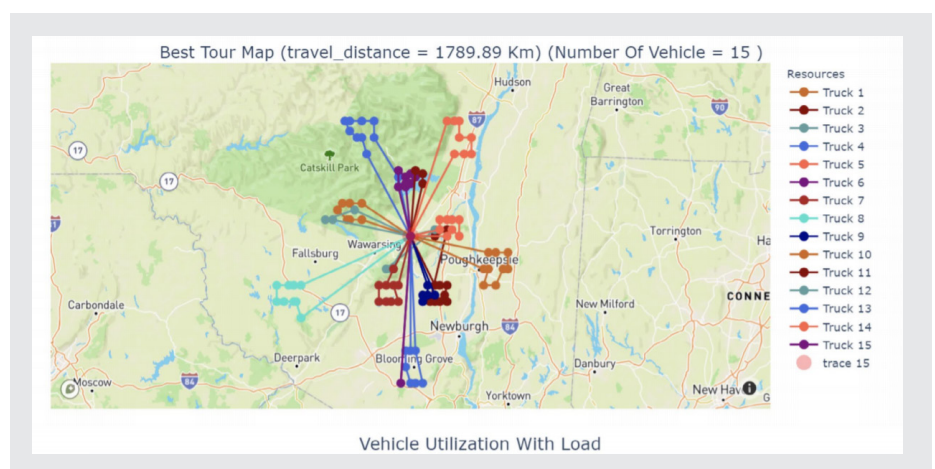 Best Tour Map (travel_distance = 1789.89 Km) (Number Of Vehicle = 15 )
Resources
Truck 1
Truck 2
Truck 3
Truck 4
Truck 5
Truck 6
Truck 7
Truck 8
Truck 9
Truck 10
Truck 11
Truck 12
Truck 13
Truck 14
Truck 15
trace 15
Hudson
Great
Barrington
90
87
17
Catskill Park
17
Torrington
Ha
Wawarsing
Fallsburg
Poughkeepsie
Carbondale
17
New Milford
CONNE
Newburgh
84
Deerpark
Blooming Grove
Danbury
Moscow
84
Yorktown
New Hav
G
Vehicle Utilization With Load